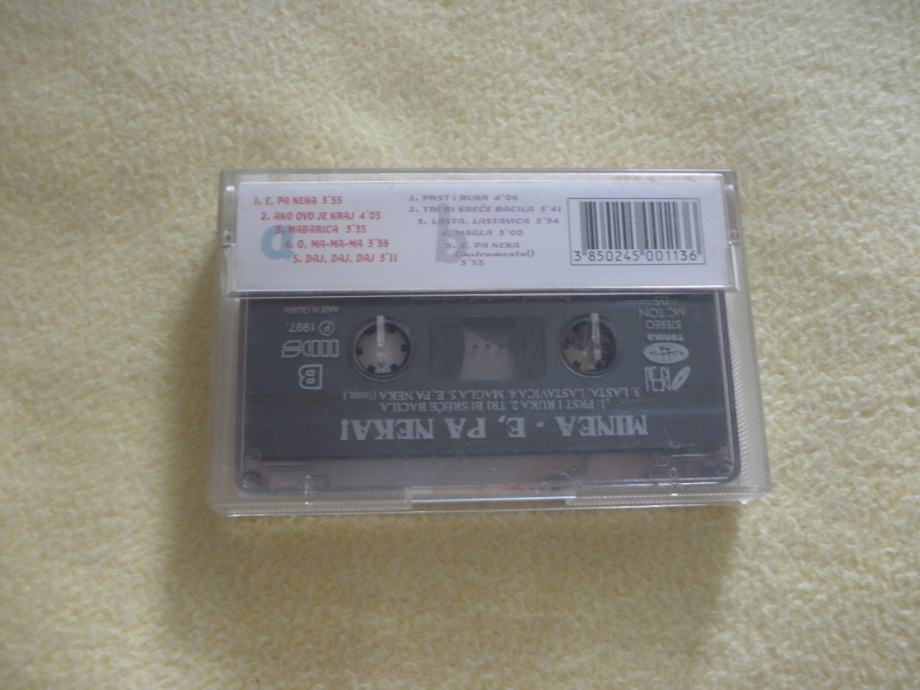 1. E, PA NEKA 3'55
2. AKO OVO JE KRAJ 4'05
3. MAĐARICA 3'35
4. O, MA-MA-MA 3'38
5. DAJ, DAJ, DAJ 3'11
a
1. PRST I RUKA 4'06
2. TRI BI SREĆE BACILA 3'41
3. LASTA, LASTAVICA 3'54
4. MAGLA 3'00
5. E, PA NEKA
(instrumental)
3'55
b
3 850245 001136
MINEA - E, PA NEKA!
1. PRST I RUKA 2. TRI BI SREĆE BACILA
3. LASTA, LASTAVICA 4. MAGLA 5. E, PA NEKA (instr.)
B
℗ 1997.
MADE IN CROATIA
TONIKA
STEREO
MC TON